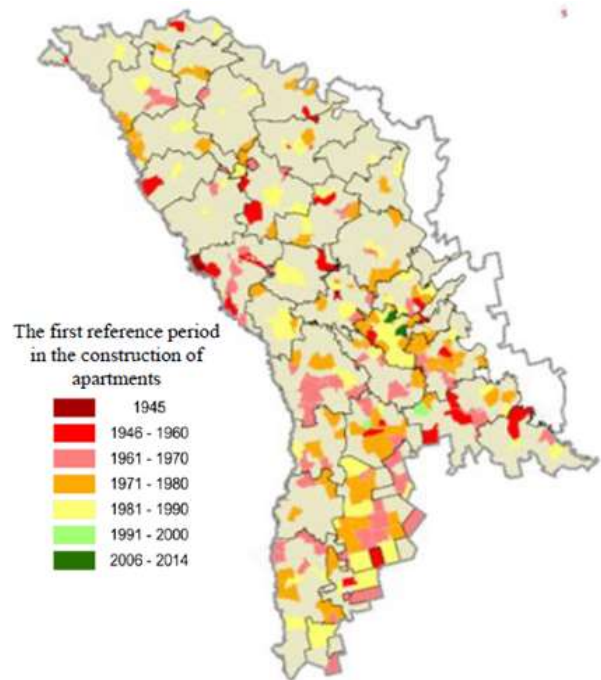 The first reference period
in the construction of
apartments
1945
1946 - 1960
1961 - 1970
1971 - 1980
1981 - 1990
1991 - 2000
2006 - 2014